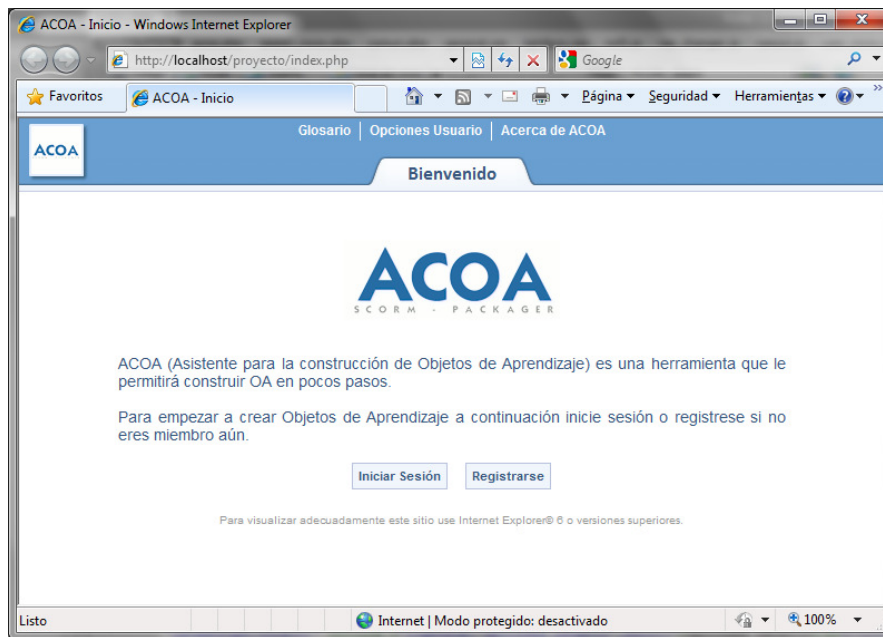 ACOA - Inicio - Windows Internet Explorer
http://localhost/proyecto/index.php
Google
Favoritos
ACOA - Inicio
Página
Seguridad
Herramientas
ACOA
Glosario | Opciones Usuario | Acerca de ACOA
Bienvenido
ACOA
SCORM - PACKAGER
ACOA (Asistente para la construcción de Objetos de Aprendizaje) es una herramienta que le
permitirá construir OA en pocos pasos.
Para empezar a crear Objetos de Aprendizaje a continuación inicie sesión o registrese si no
eres miembro aún.
Iniciar Sesión
Registrarse
Para visualizar adecuadamente este sitio use Internet Explorer® 6 o versiones superiores.
Listo
Internet | Modo protegido: desactivado
100%